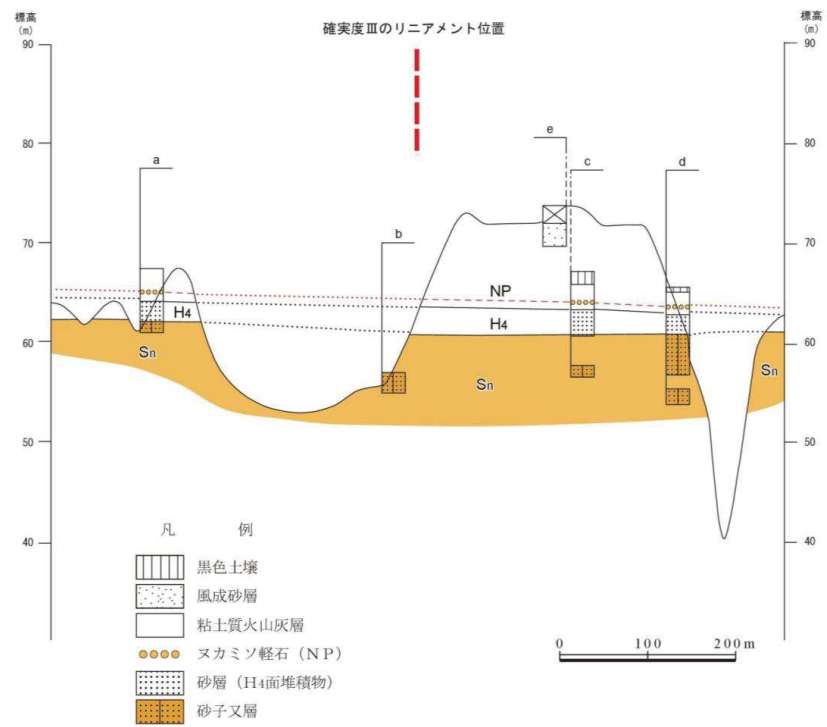 標高
(m)
確実度Ⅲのリニアメント位置
標高
(m)
90
90
80
80
e
a
c
d
70
b
70
NP
H4
H4
60
60
Sn
Sn
Sn
50
50
凡 例
40
40
黒色土壌
風成砂層
粘土質火山灰層
0 100 200 m
ヌカミソ軽石(NP)
砂層(H4面堆積物)
砂子又層